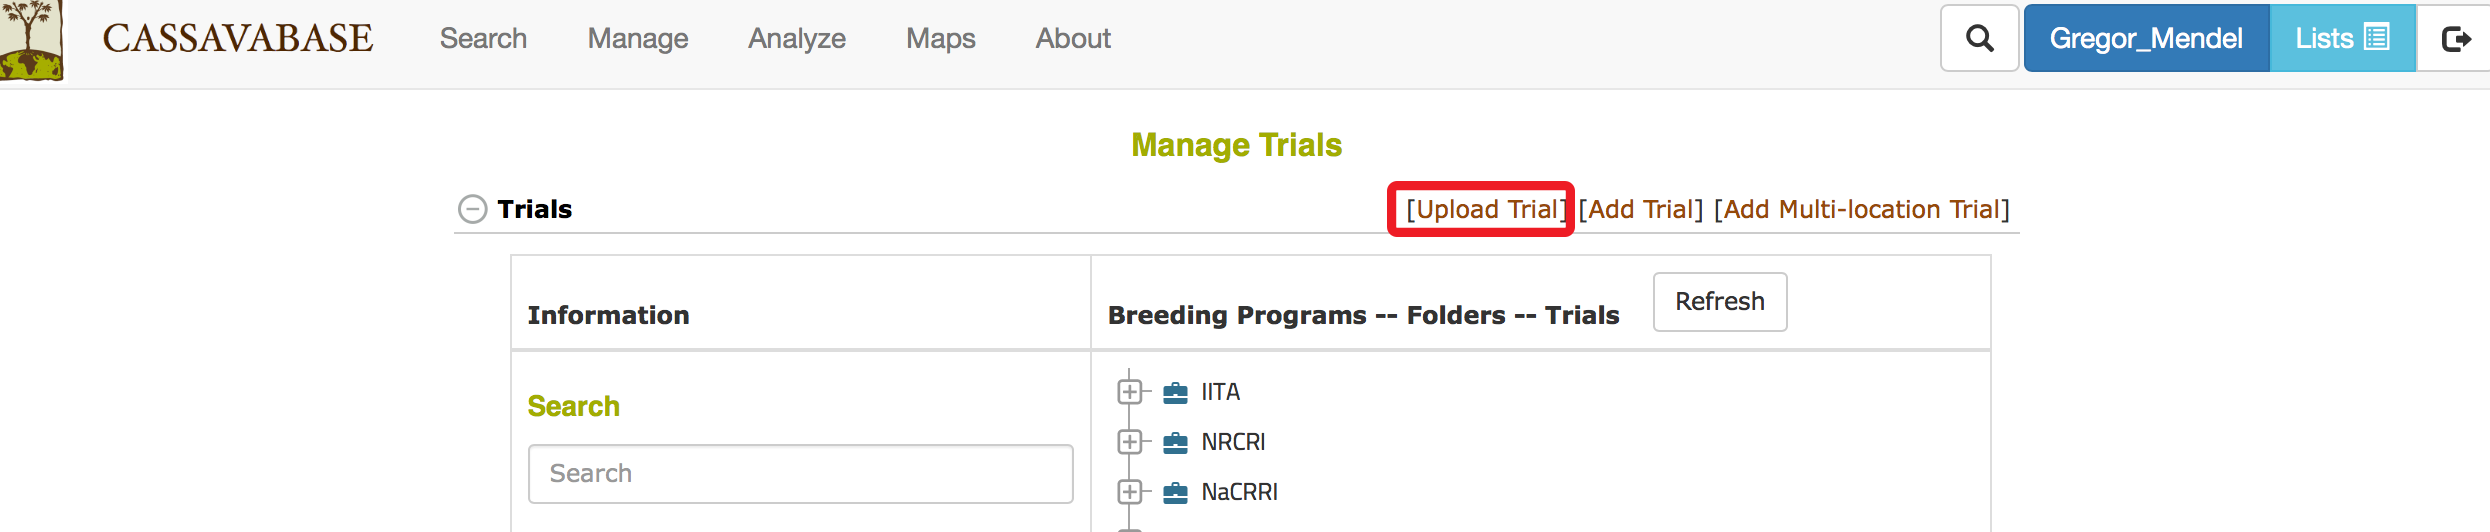 CASSAVABASE Search Manage Analyze Maps About Gregor_Mendel Lists
Manage Trials
Trials [Upload Trial] [Add Trial] [Add Multi-location Trial]
Information Breeding Programs -- Folders -- Trials Refresh
IITA
Search
NRCRI
Search
NaCRRI